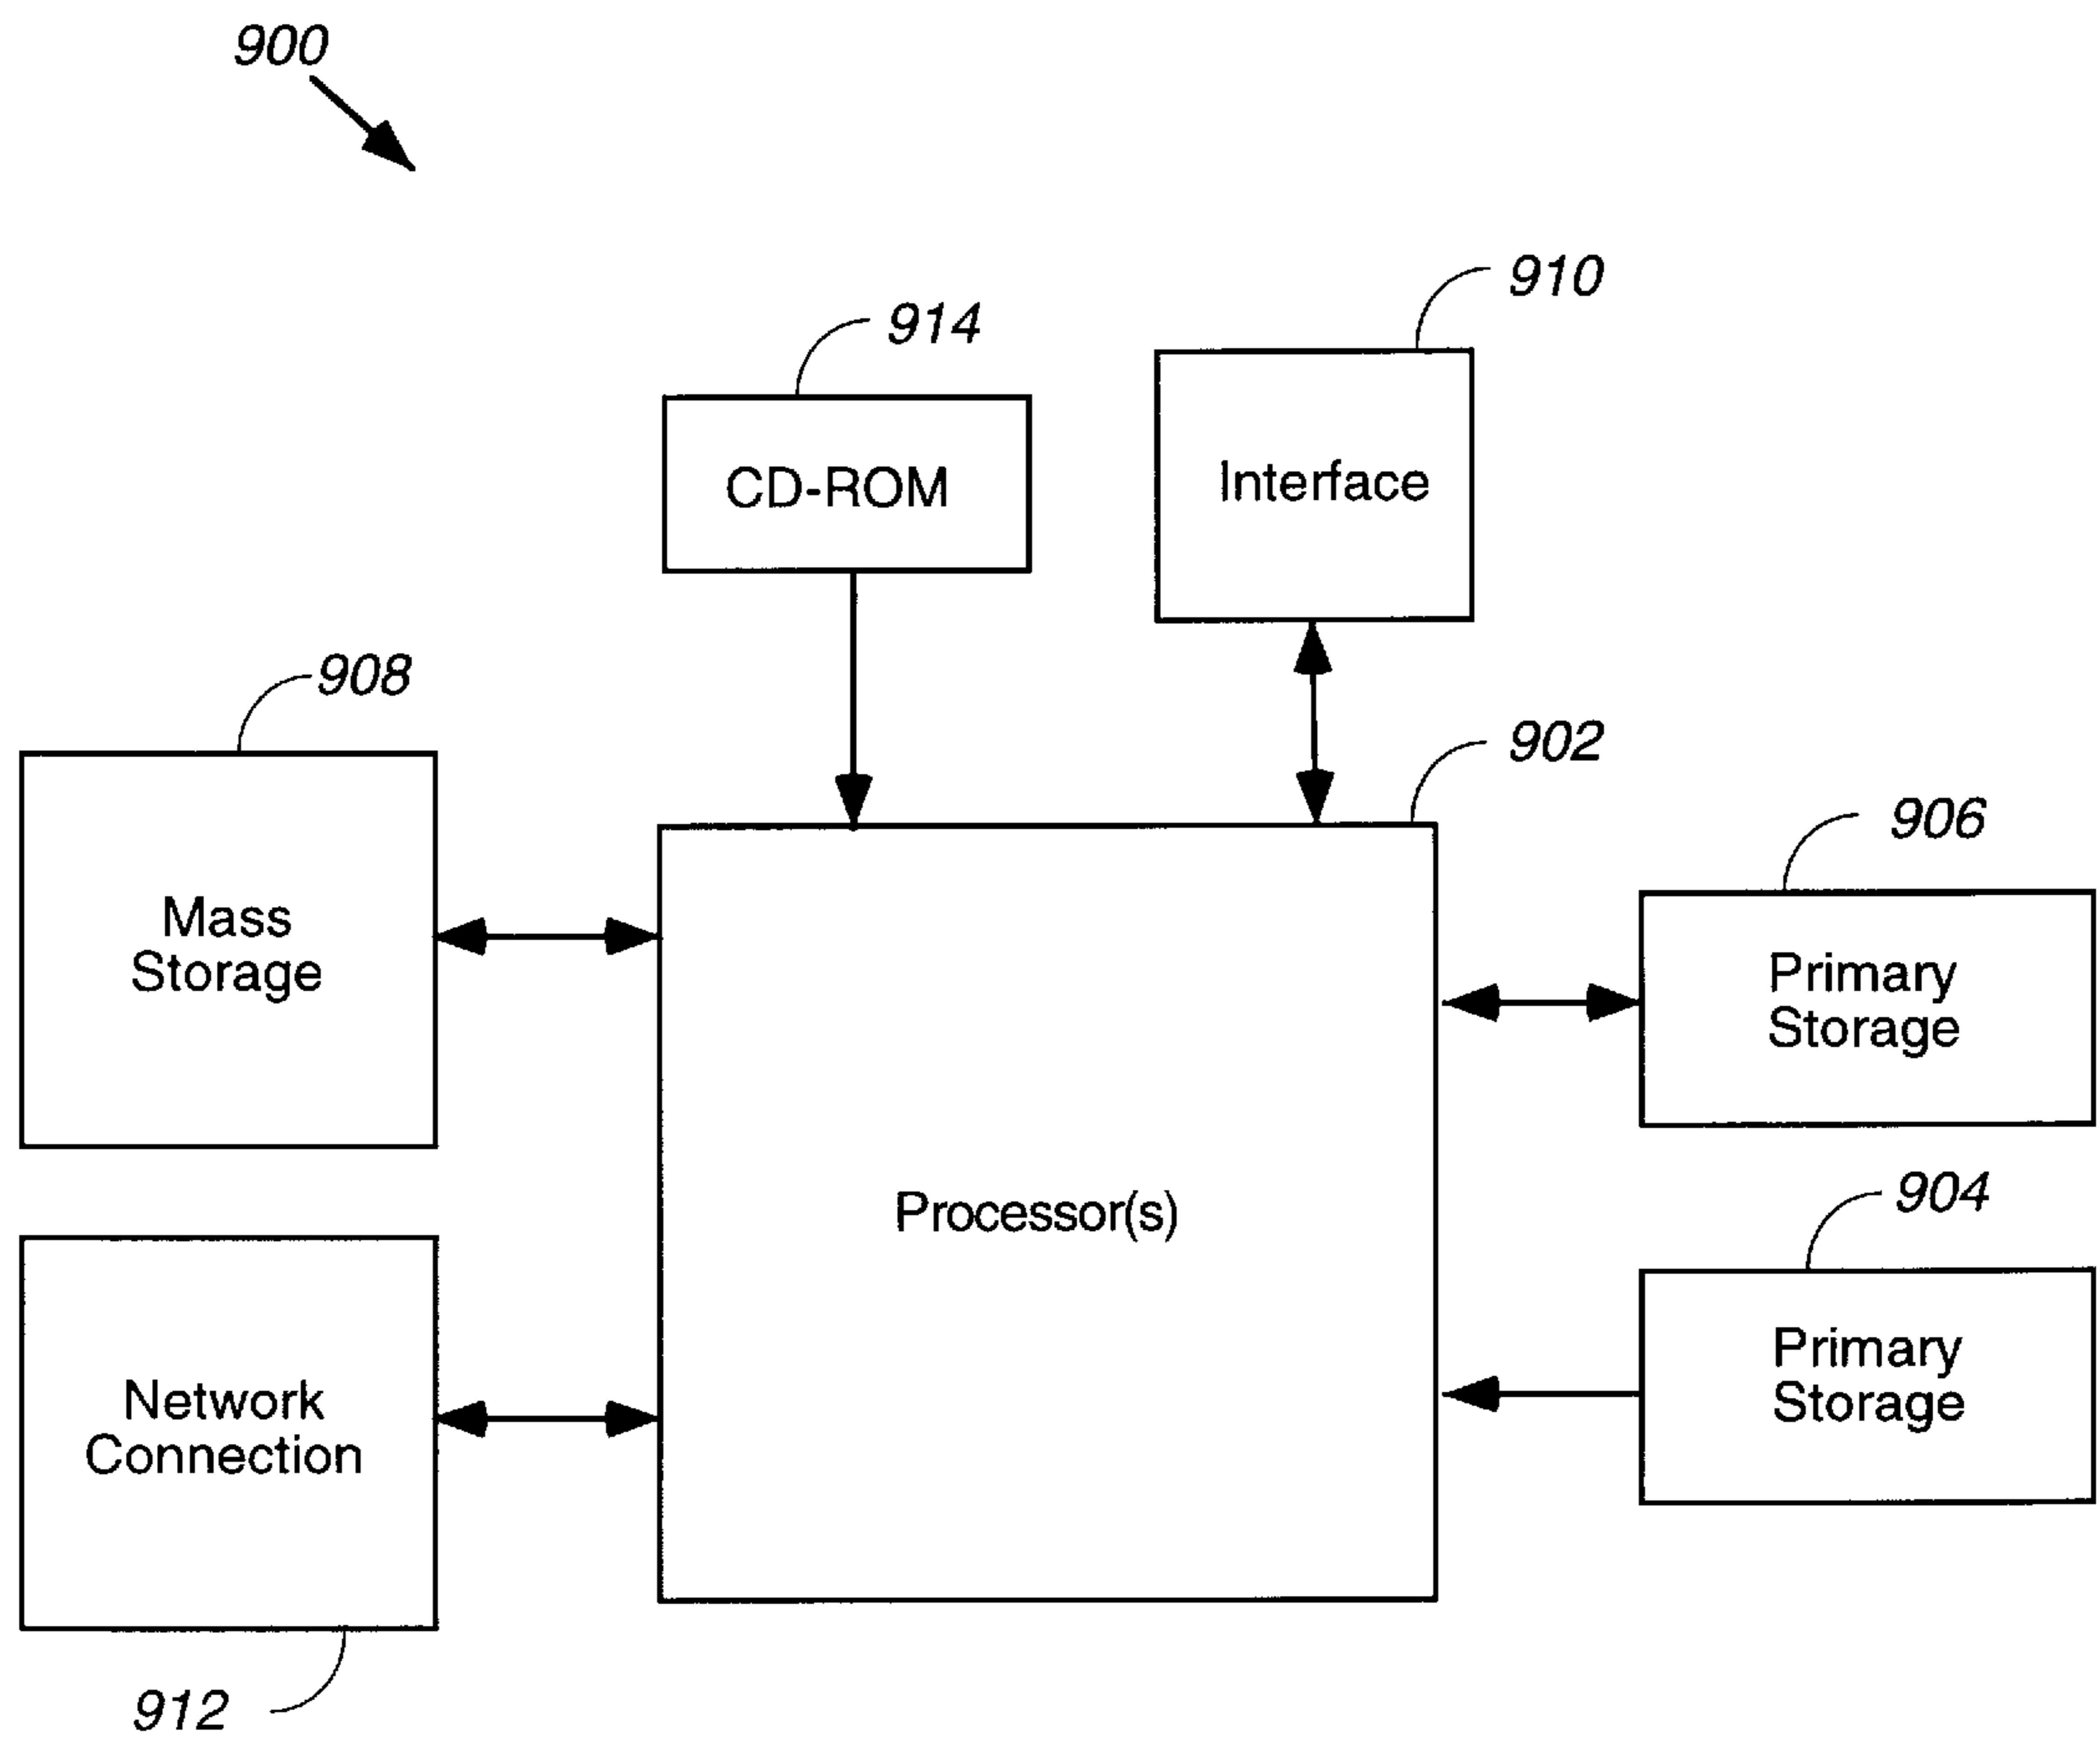 900
910
914
CD-ROM
Interface
908
902
906
Mass
Storage
Primary
Storage
904
Processor(s)
Primary
Storage
Network
Connection
912